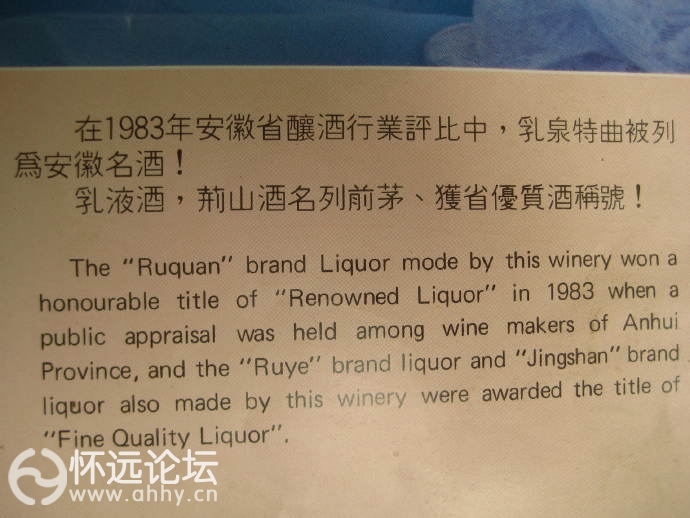 在1983年安徽省釀酒行業評比中，乳泉特曲被列
爲安徽名酒！
乳液酒，荊山酒名列前茅、獲省優質酒稱號！
The "Ruquan" brand Liquor mode by this winery won a
honourable title of "Renowned Liquor" in 1983 when a
public appraisal was held among wine makers of Anhui
Province, and the "Ruye" brand liquor and "Jingshan" brand
liquor also made by this winery were awarded the title of
"Fine Quality Liquor".
怀远论坛
www.ahhy.cn